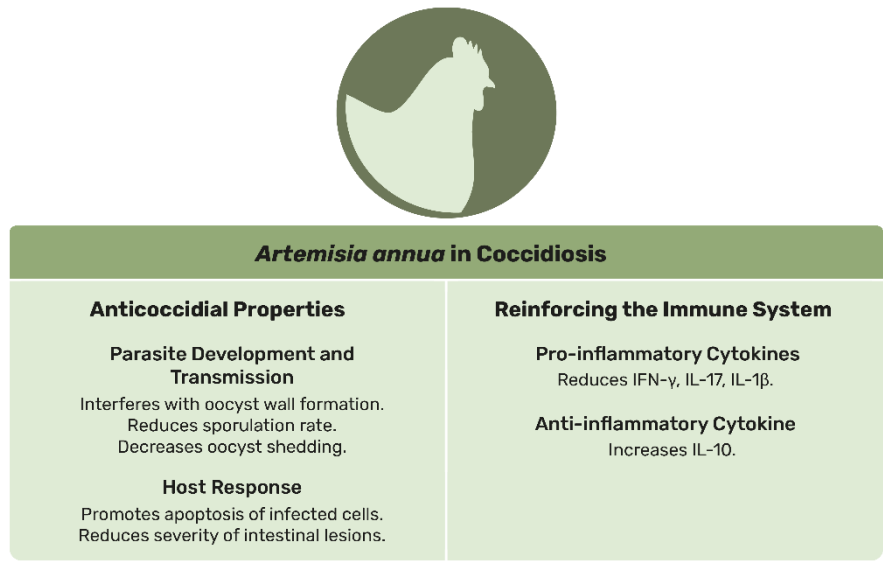 Artemisia annua in Coccidiosis
Anticoccidial Properties
Parasite Development and
Transmission
Interferes with oocyst wall formation.
Reduces sporulation rate.
Decreases oocyst shedding.
Host Response
Promotes apoptosis of infected cells.
Reduces severity of intestinal lesions.
Reinforcing the Immune System
Pro-inflammatory Cytokines
Reduces IFN-γ, IL-17, IL-1β.
Anti-inflammatory Cytokine
Increases IL-10.